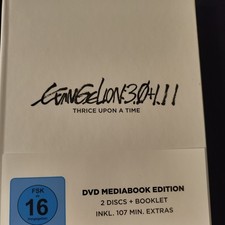 EVANGELION:3.0+1.11
THRICE UPON A TIME
DVD MEDIABOOK EDITION
2 DISCS + BOOKLET
INKL. 107 MIN. EXTRAS
FSK
ab
16